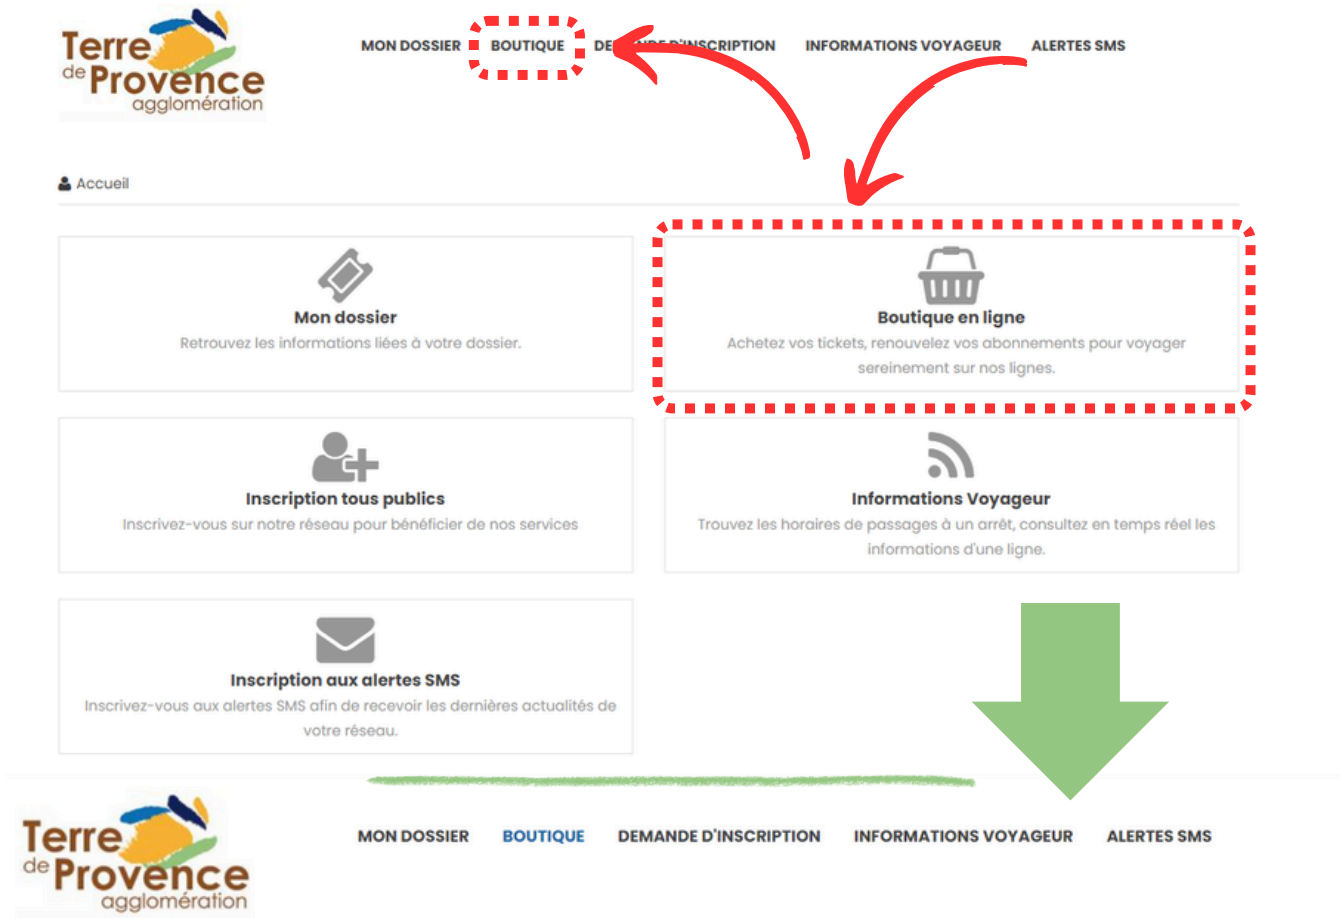 Terre
de Provence
agglomération
MON DOSSIER BOUTIQUE DEMANDE D'INSCRIPTION INFORMATIONS VOYAGEUR ALERTES SMS
Accueil
Mon dossier
Retrouvez les informations liées à votre dossier.
Boutique en ligne
Achetez vos tickets, renouvelez vos abonnements pour voyager
sereinement sur nos lignes.
Inscription tous publics
Inscrivez-vous sur notre réseau pour bénéficier de nos services
Informations Voyageur
Trouvez les horaires de passages à un arrêt, consultez en temps réel les
informations d'une ligne.
Inscription aux alertes SMS
Inscrivez-vous aux alertes SMS afin de recevoir les dernières actualités de
votre réseau.
Terre
de Provence
agglomération
MON DOSSIER BOUTIQUE DEMANDE D'INSCRIPTION INFORMATIONS VOYAGEUR ALERTES SMS